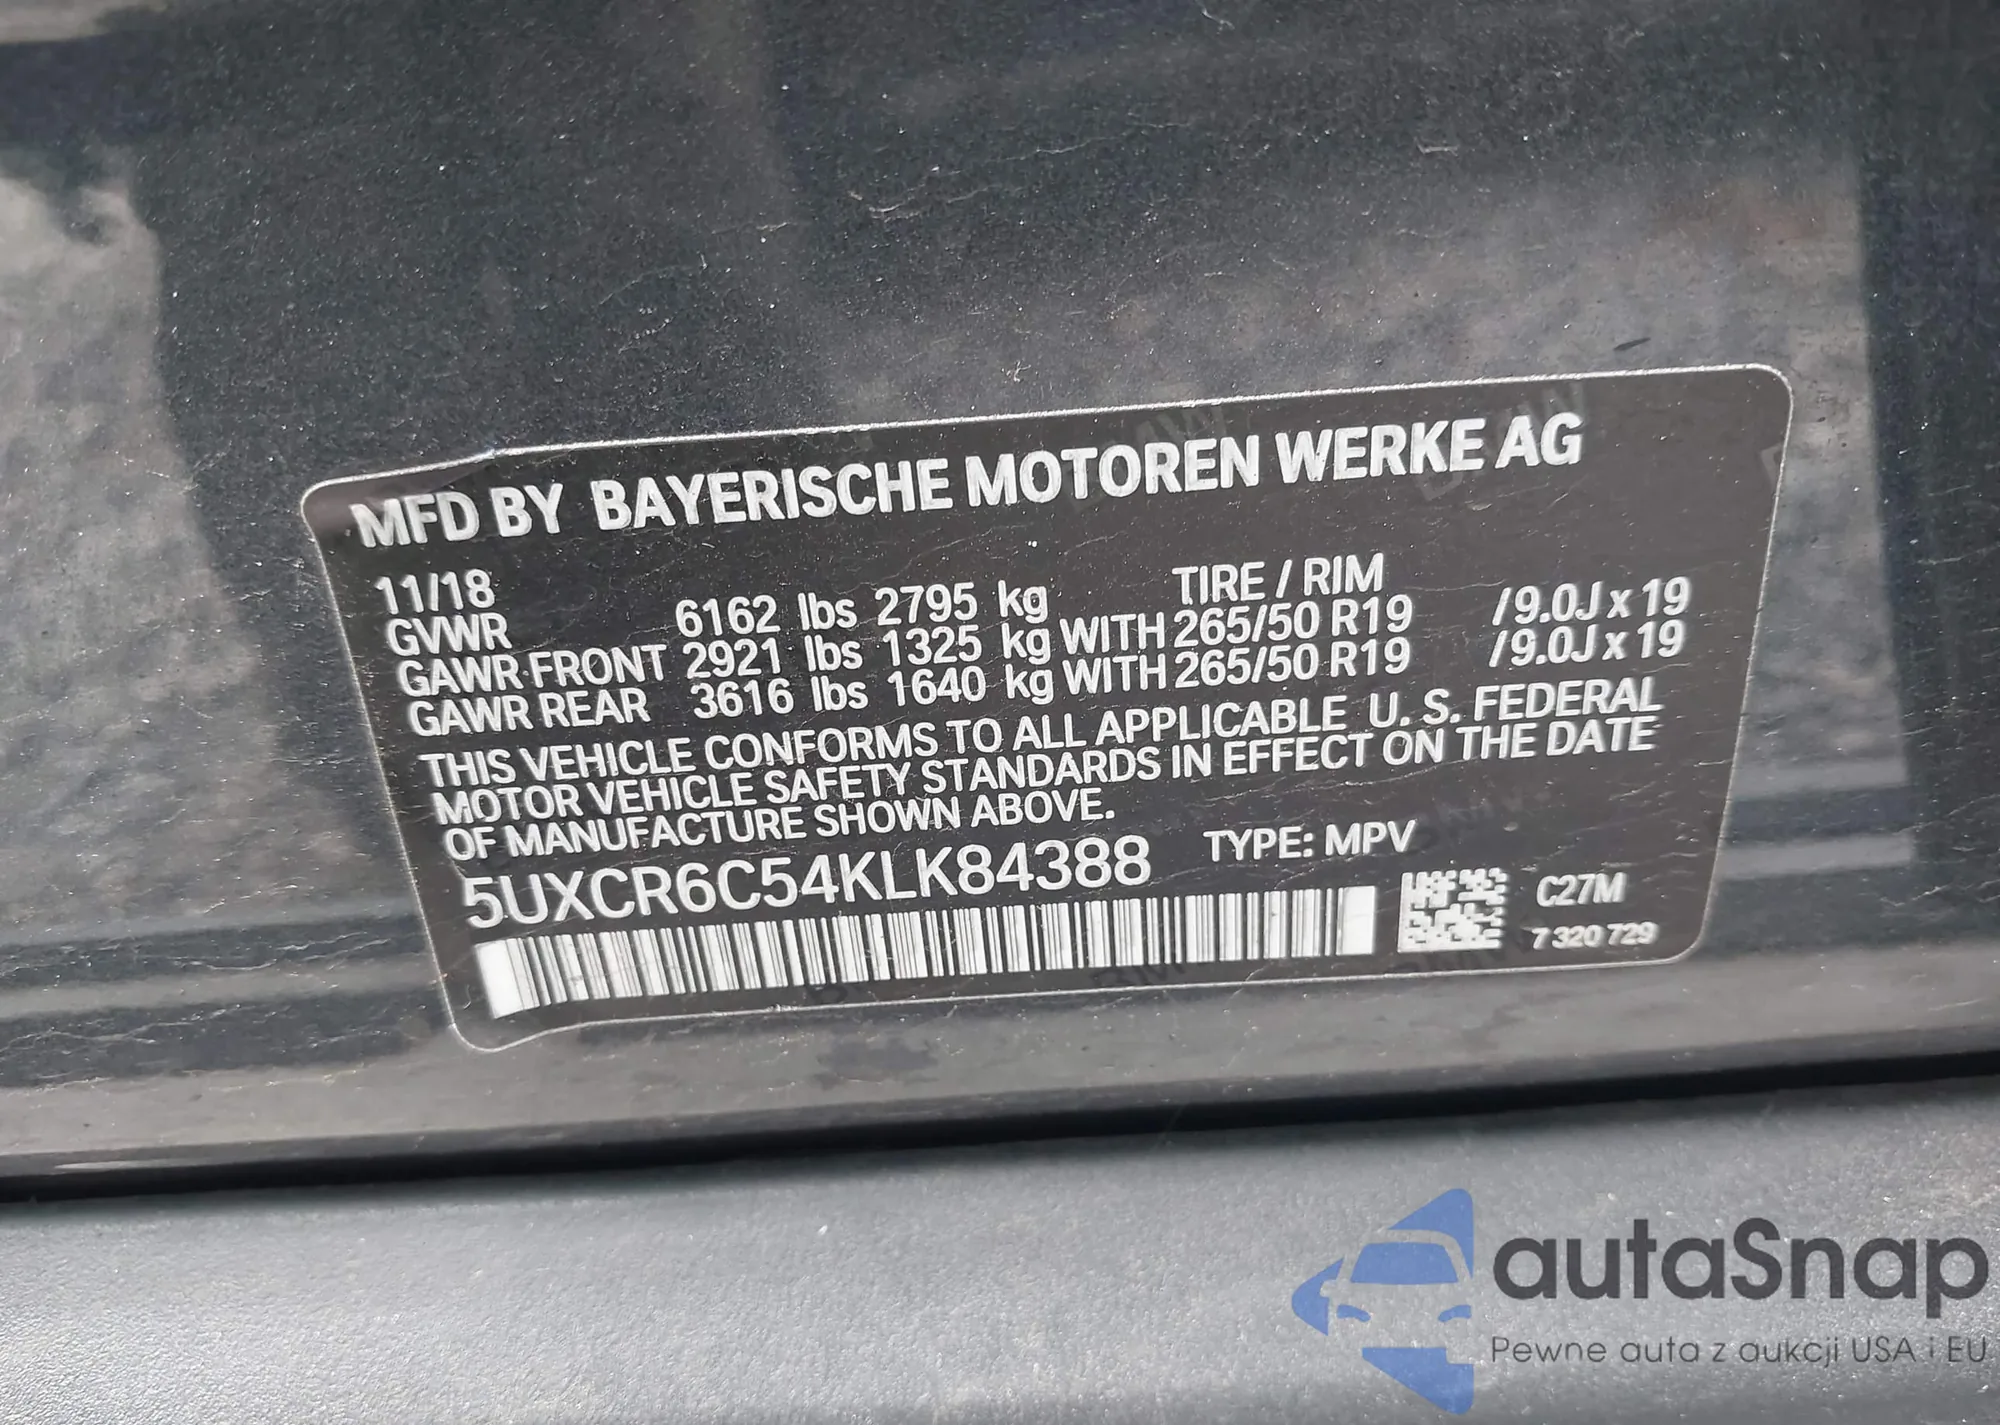 MFD BY BAYERISCHE MOTOREN WERKE AG
11/18 TIRE / RIM
GVWR 6162 lbs 2795 kg
GAWR FRONT 2921 lbs 1325 kg WITH 265/50 R19 /9.0J x 19
GAWR REAR 3616 lbs 1640 kg WITH 265/50 R19 /9.0J x 19
THIS VEHICLE CONFORMS TO ALL APPLICABLE U. S. FEDERAL
MOTOR VEHICLE SAFETY STANDARDS IN EFFECT ON THE DATE
OF MANUFACTURE SHOWN ABOVE.
5UXCR6C54KLK84388 TYPE: MPV
C27M
7 320 729
autaSnap
Pewne auta z aukcji USA i EU